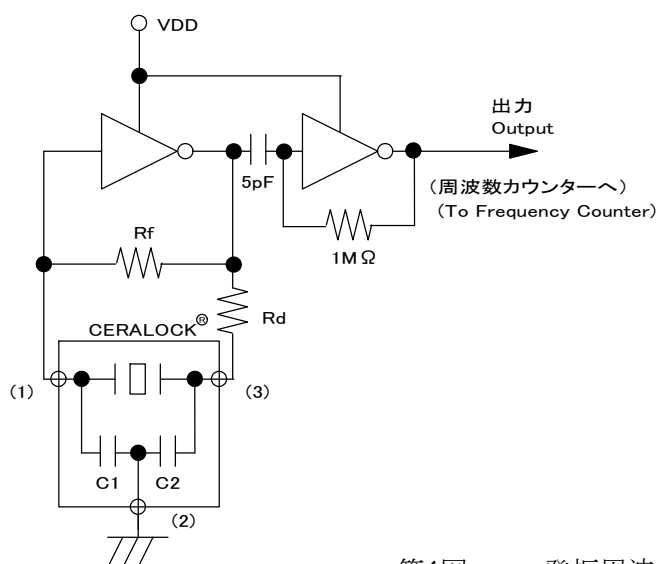 VDD
出力
Output
5pF
(周波数カウンターへ)
(To Frequency Counter)
Rf
1MΩ
Rd
CERALOCK®
(1)
(3)
C1 C2
(2)